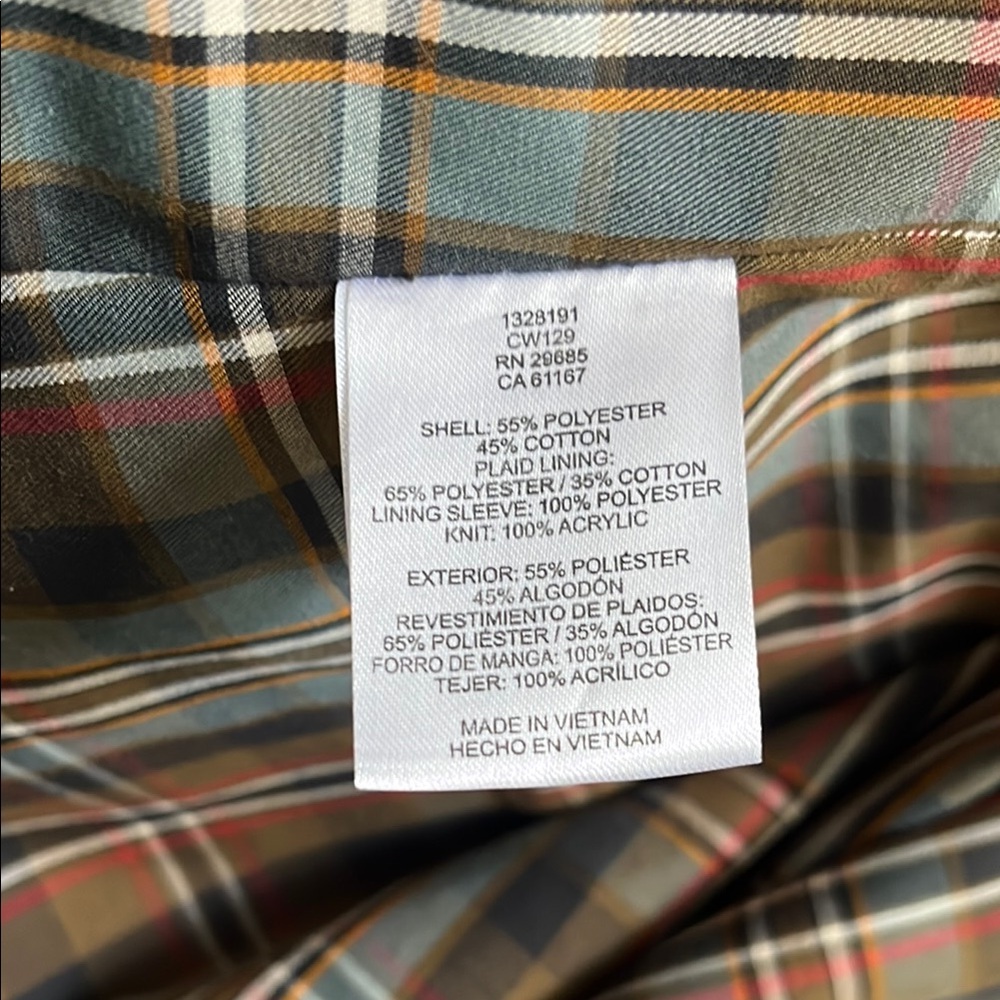 1328191
CW129
RN 29685
CA 61167
SHELL: 55% POLYESTER
45% COTTON
PLAID LINING:
65% POLYESTER / 35% COTTON
LINING SLEEVE: 100% POLYESTER
KNIT: 100% ACRYLIC
EXTERIOR: 55% POLIÉSTER
45% ALGODÓN
REVESTIMIENTO DE PLAIDOS:
65% POLIÉSTER / 35% ALGODÓN
FORRO DE MANGA: 100% POLIÉSTER
TEJER: 100% ACRÍLICO
MADE IN VIETNAM
HECHO EN VIETNAM